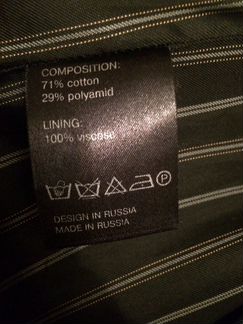 COMPOSITION:
71% cotton
29% polyamid
LINING:
100% viscose
DESIGN IN RUSSIA
MADE IN RUSSIA